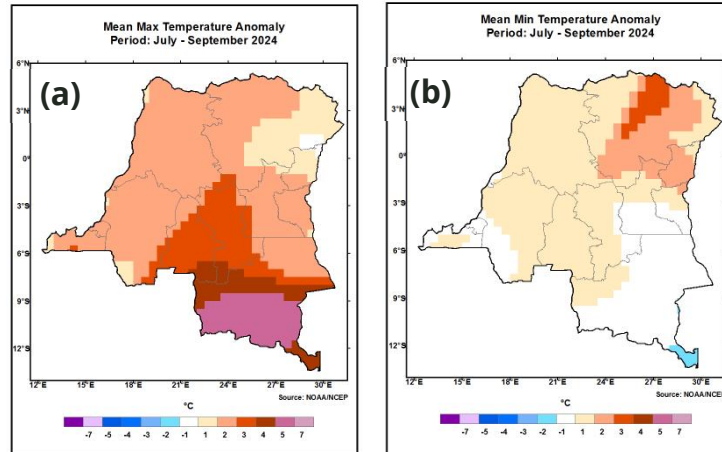 Mean Max Temperature Anomaly
Period: July - September 2024
(a)
6°N
3°N
0°
3°S
6°S
9°S
12°S
12°E 15°E 18°E 21°E 24°E 27°E 30°E
Source: NOAA/NCEP
°C
-7 -5 -4 -3 -2 -1 1 2 3 4 5 7
Mean Min Temperature Anomaly
Period: July - September 2024
(b)
6°N
3°N
0°
3°S
6°S
9°S
12°S
12°E 15°E 18°E 21°E 24°E 27°E 30°E
Source: NOAA/NCEP
°C
-7 -5 -4 -3 -2 -1 1 2 3 4 5 7